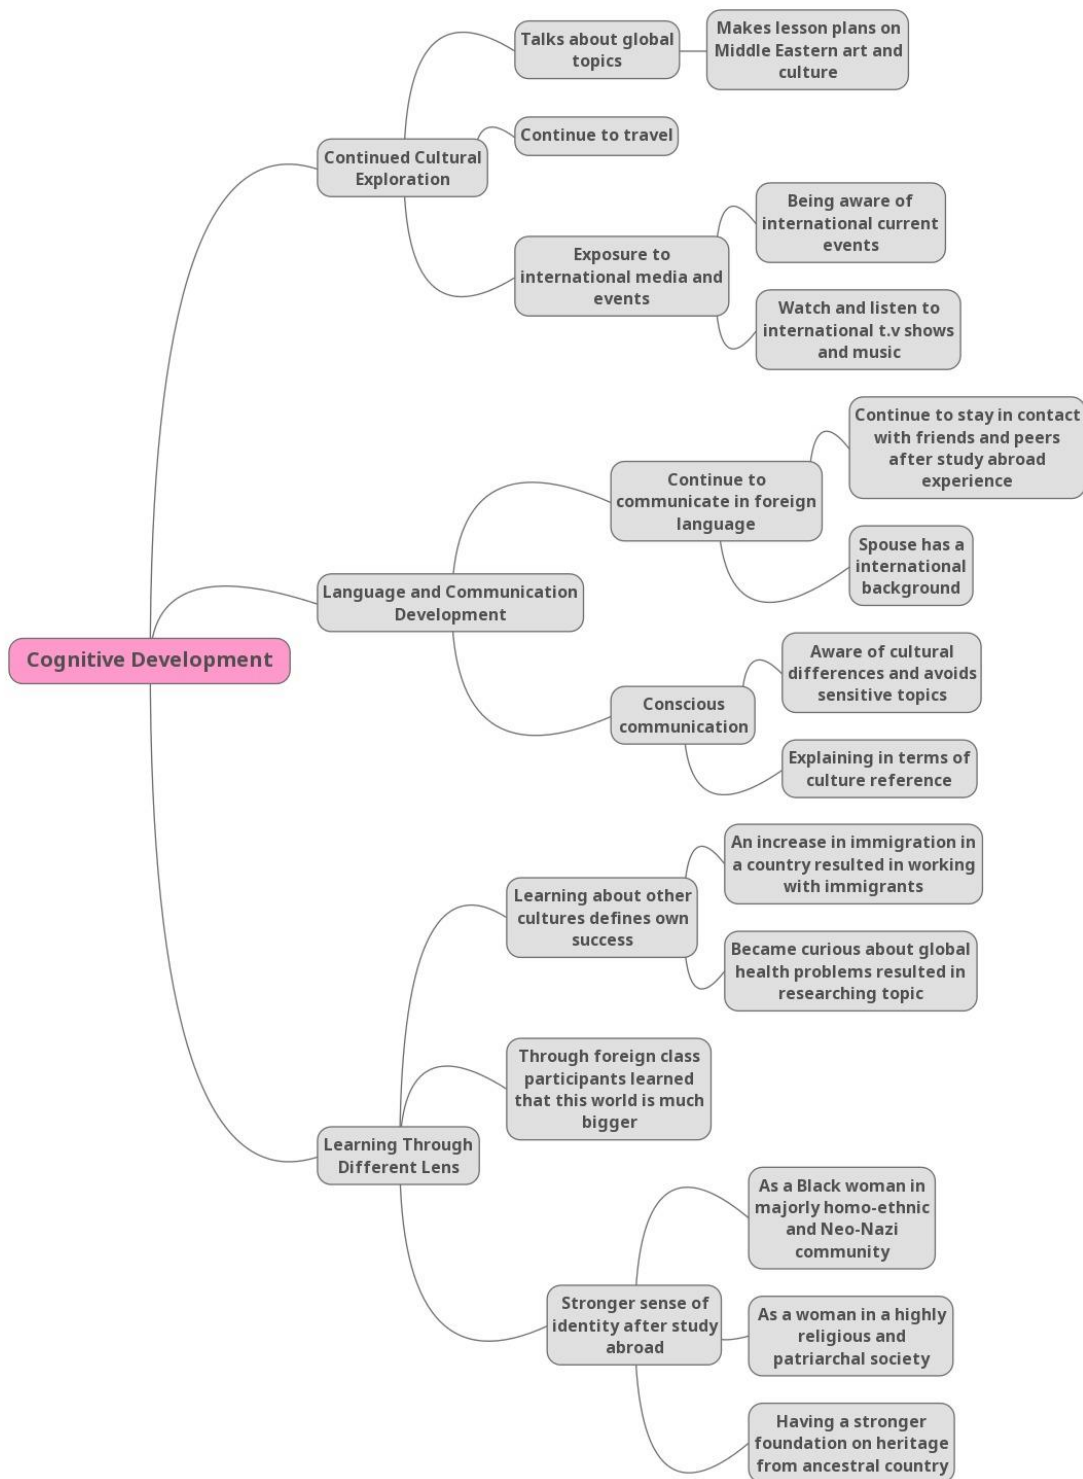 Cognitive Development
Continued Cultural
Exploration
Talks about global
topics
Makes lesson plans on
Middle Eastern art and
culture
Continue to travel
Exposure to
international media and
events
Being aware of
international current
events
Watch and listen to
international t.v shows
and music
Language and Communication
Development
Continue to
communicate in foreign
language
Continue to stay in contact
with friends and peers
after study abroad
experience
Spouse has a
international
background
Conscious
communication
Aware of cultural
differences and avoids
sensitive topics
Explaining in terms of
culture reference
Learning Through
Different Lens
Learning about other
cultures defines own
success
An increase in immigration in
a country resulted in working
with immigrants
Became curious about global
health problems resulted in
researching topic
Through foreign class
participants learned
that this world is much
bigger
Stronger sense of
identity after study
abroad
As a Black woman in
majorly homo-ethnic
and Neo-Nazi
community
As a woman in a highly
religious and
patriarchal society
Having a stronger
foundation on heritage
from ancestral country